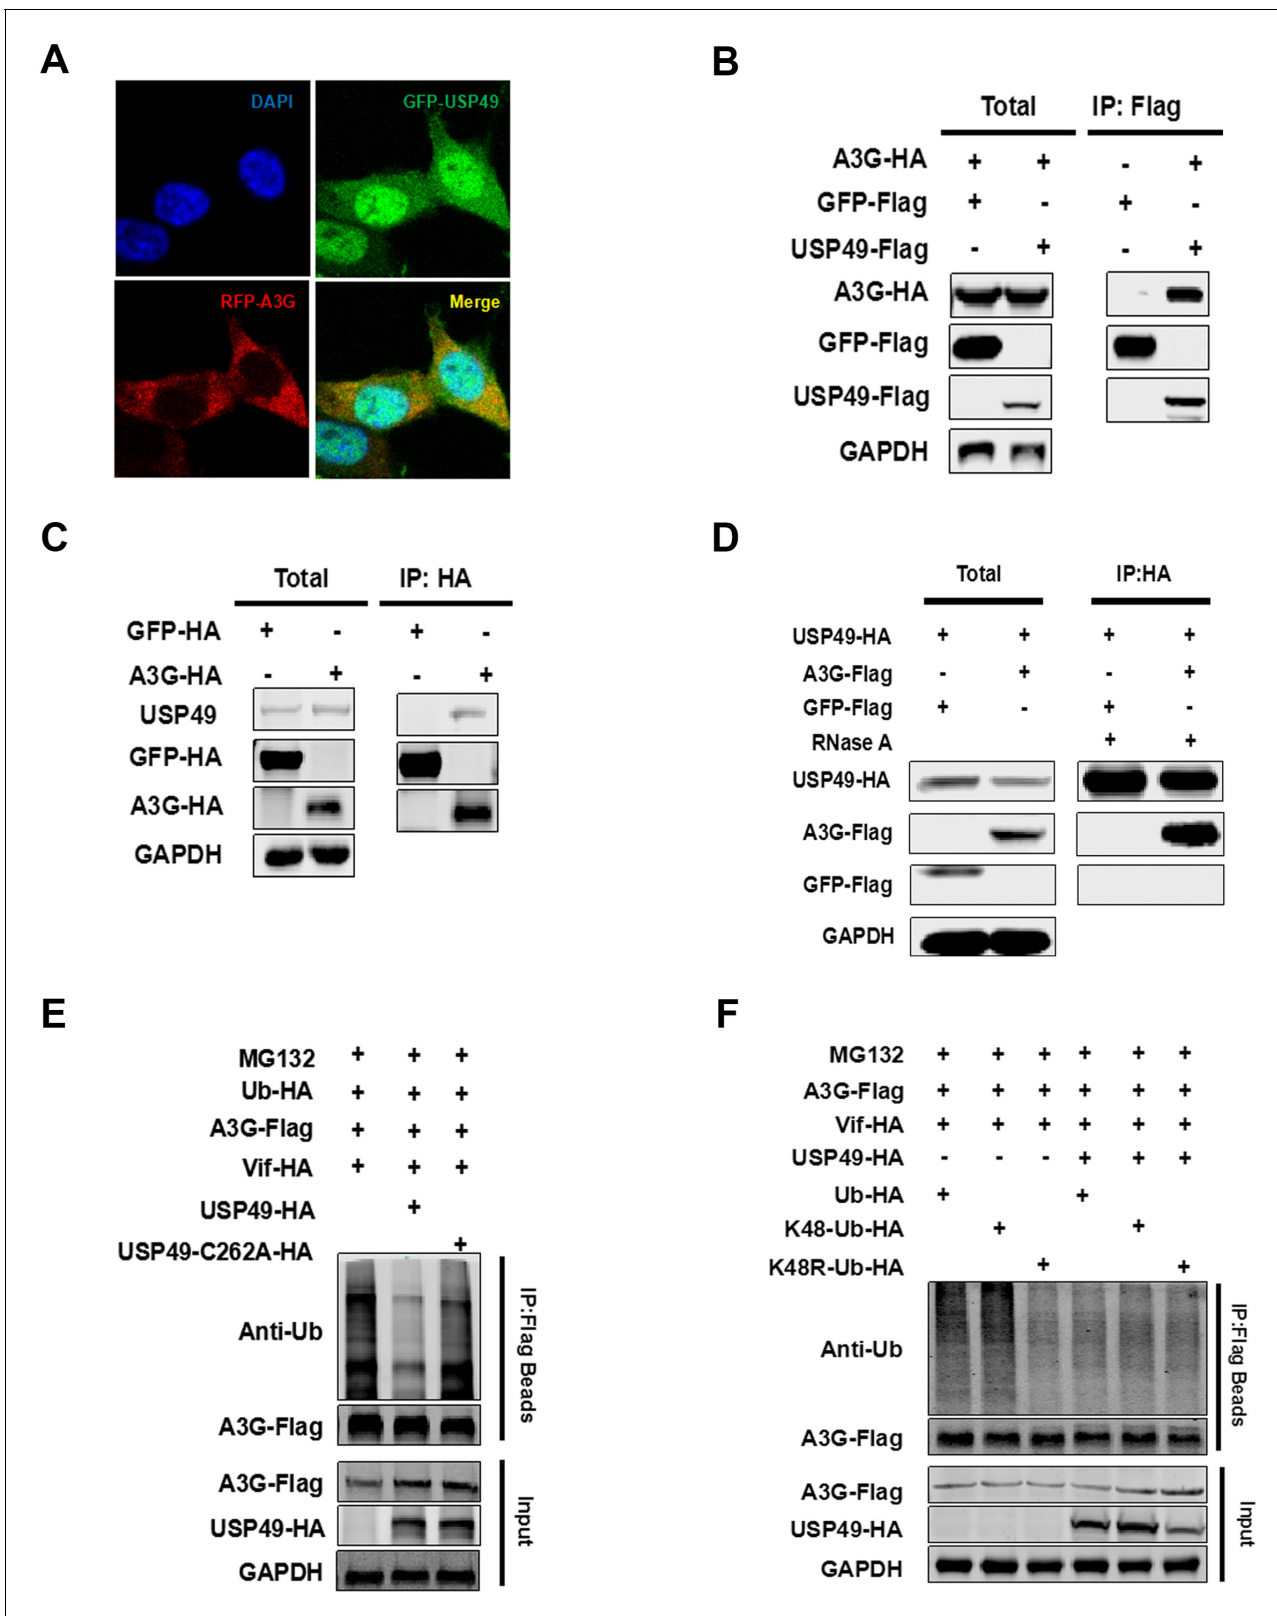 A
DAPI
GFP-USP49
RFP-A3G
Merge
B
Total
IP: Flag
A3G-HA + + - +
GFP-Flag + - + -
USP49-Flag - + - +
A3G-HA
GFP-Flag
USP49-Flag
GAPDH
C
Total
IP: HA
GFP-HA + - + -
A3G-HA - + - +
USP49
GFP-HA
A3G-HA
GAPDH
D
Total
IP:HA
USP49-HA + + + +
A3G-Flag - + - +
GFP-Flag + - + -
RNase A + +
USP49-HA
A3G-Flag
GFP-Flag
GAPDH
E
MG132 + + +
Ub-HA + + +
A3G-Flag + + +
Vif-HA + + +
USP49-HA +
USP49-C262A-HA +
Anti-Ub
A3G-Flag
IP:Flag Beads
A3G-Flag
USP49-HA
GAPDH
Input
F
MG132 + + + + + +
A3G-Flag + + + + + +
Vif-HA + + + + + +
USP49-HA - - - + + +
Ub-HA + +
K48-Ub-HA + +
K48R-Ub-HA + +
Anti-Ub
A3G-Flag
IP:Flag Beads
A3G-Flag
USP49-HA
GAPDH
Input